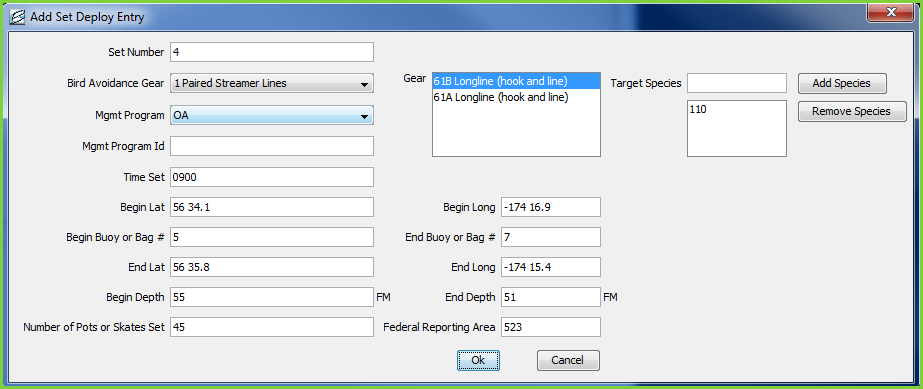 Add Set Deploy Entry
Set Number 4
Bird Avoidance Gear 1 Paired Streamer Lines
Mgmt Program OA
Mgmt Program Id
Time Set 0900
Gear 61B Longline (hook and line)
61A Longline (hook and line)
Target Species Add Species
110 Remove Species
Begin Lat 56 34.1 Begin Long -174 16.9
Begin Buoy or Bag # 5 End Buoy or Bag # 7
End Lat 56 35.8 End Long -174 15.4
Begin Depth 55 FM End Depth 51 FM
Number of Pots or Skates Set 45 Federal Reporting Area 523
Ok Cancel